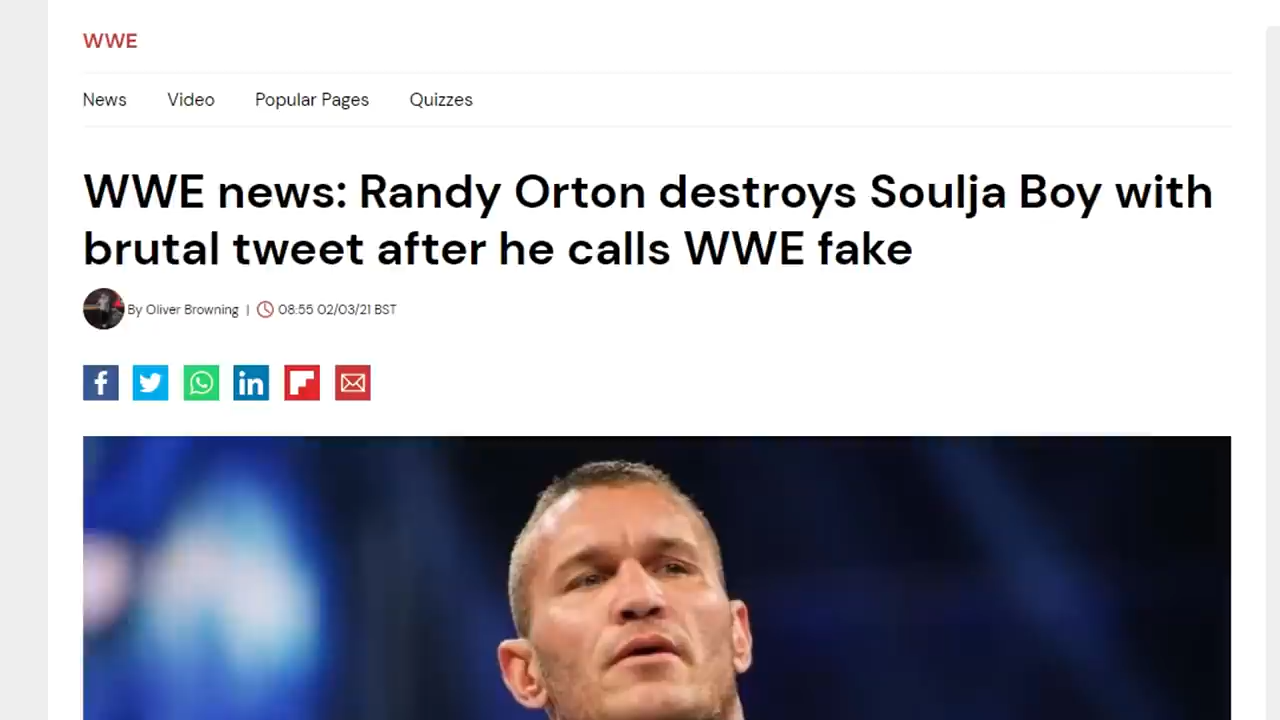 WWE
News Video Popular Pages Quizzes
WWE news: Randy Orton destroys Soulja Boy with
brutal tweet after he calls WWE fake
By Oliver Browning | 08:55 02/03/21 BST